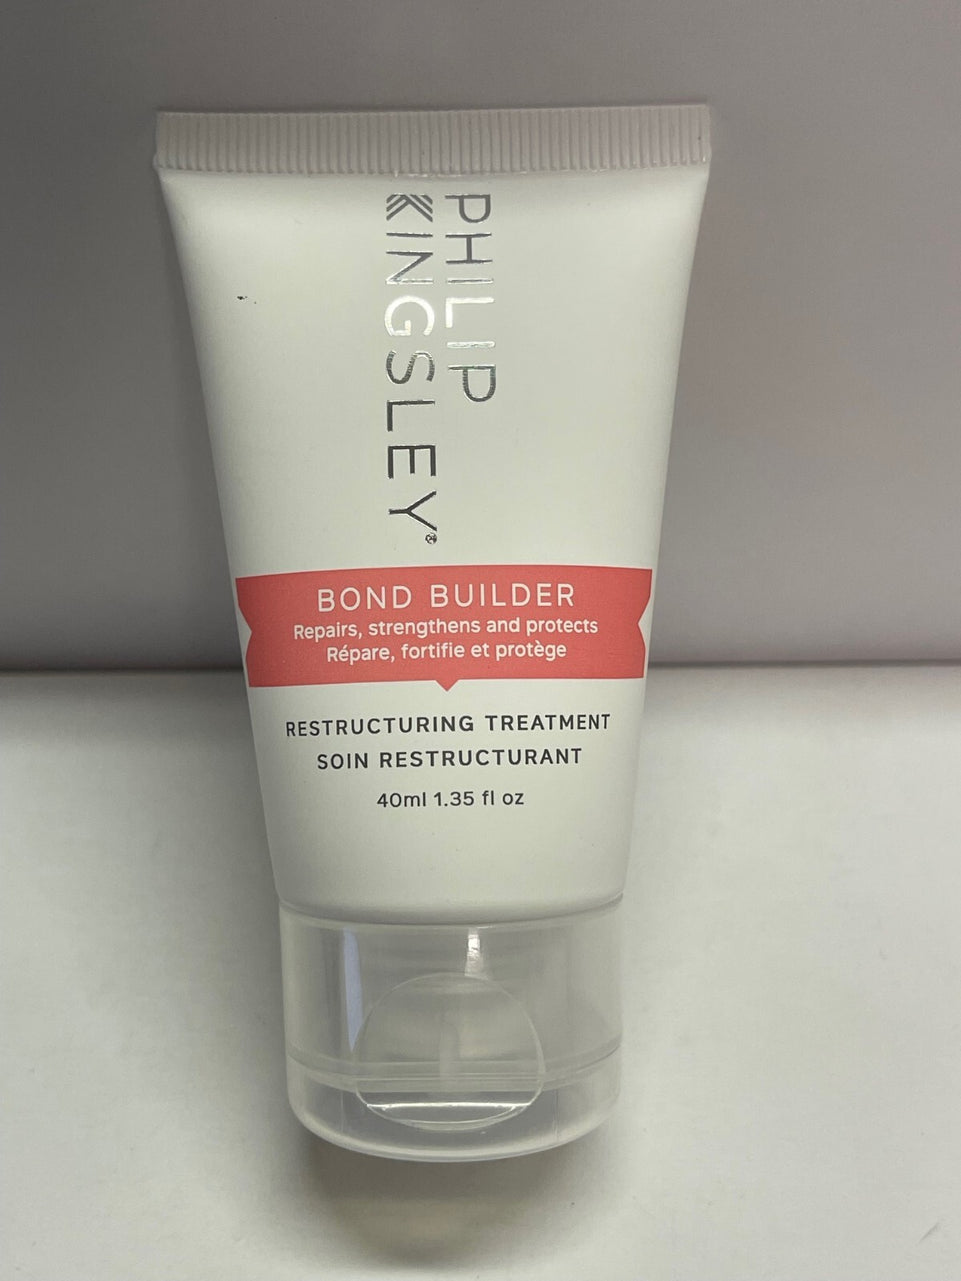 PHILIP
KINGSLEY®
BOND BUILDER
Repairs, strengthens and protects
Répare, fortifie et protège
RESTRUCTURING TREATMENT
SOIN RESTRUCTURANT
40ml 1.35 fl oz